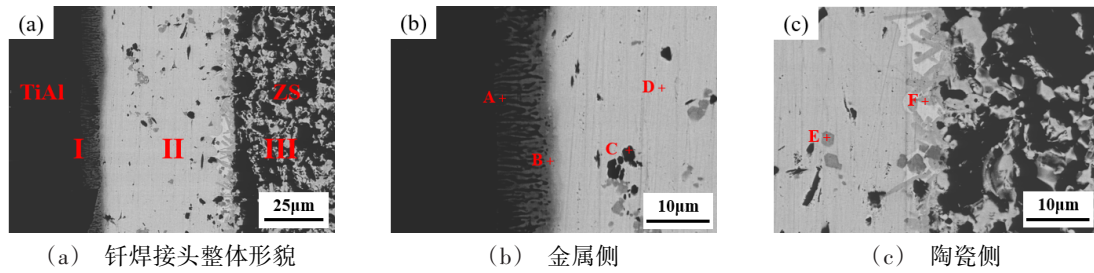 (a)
TiAl
ZS
I
II
III
25μm
(b)
A +
D +
B +
C +
10μm
(c)
F +
E +
10μm
(a) 钎焊接头整体形貌
(b) 金属侧
(c) 陶瓷侧